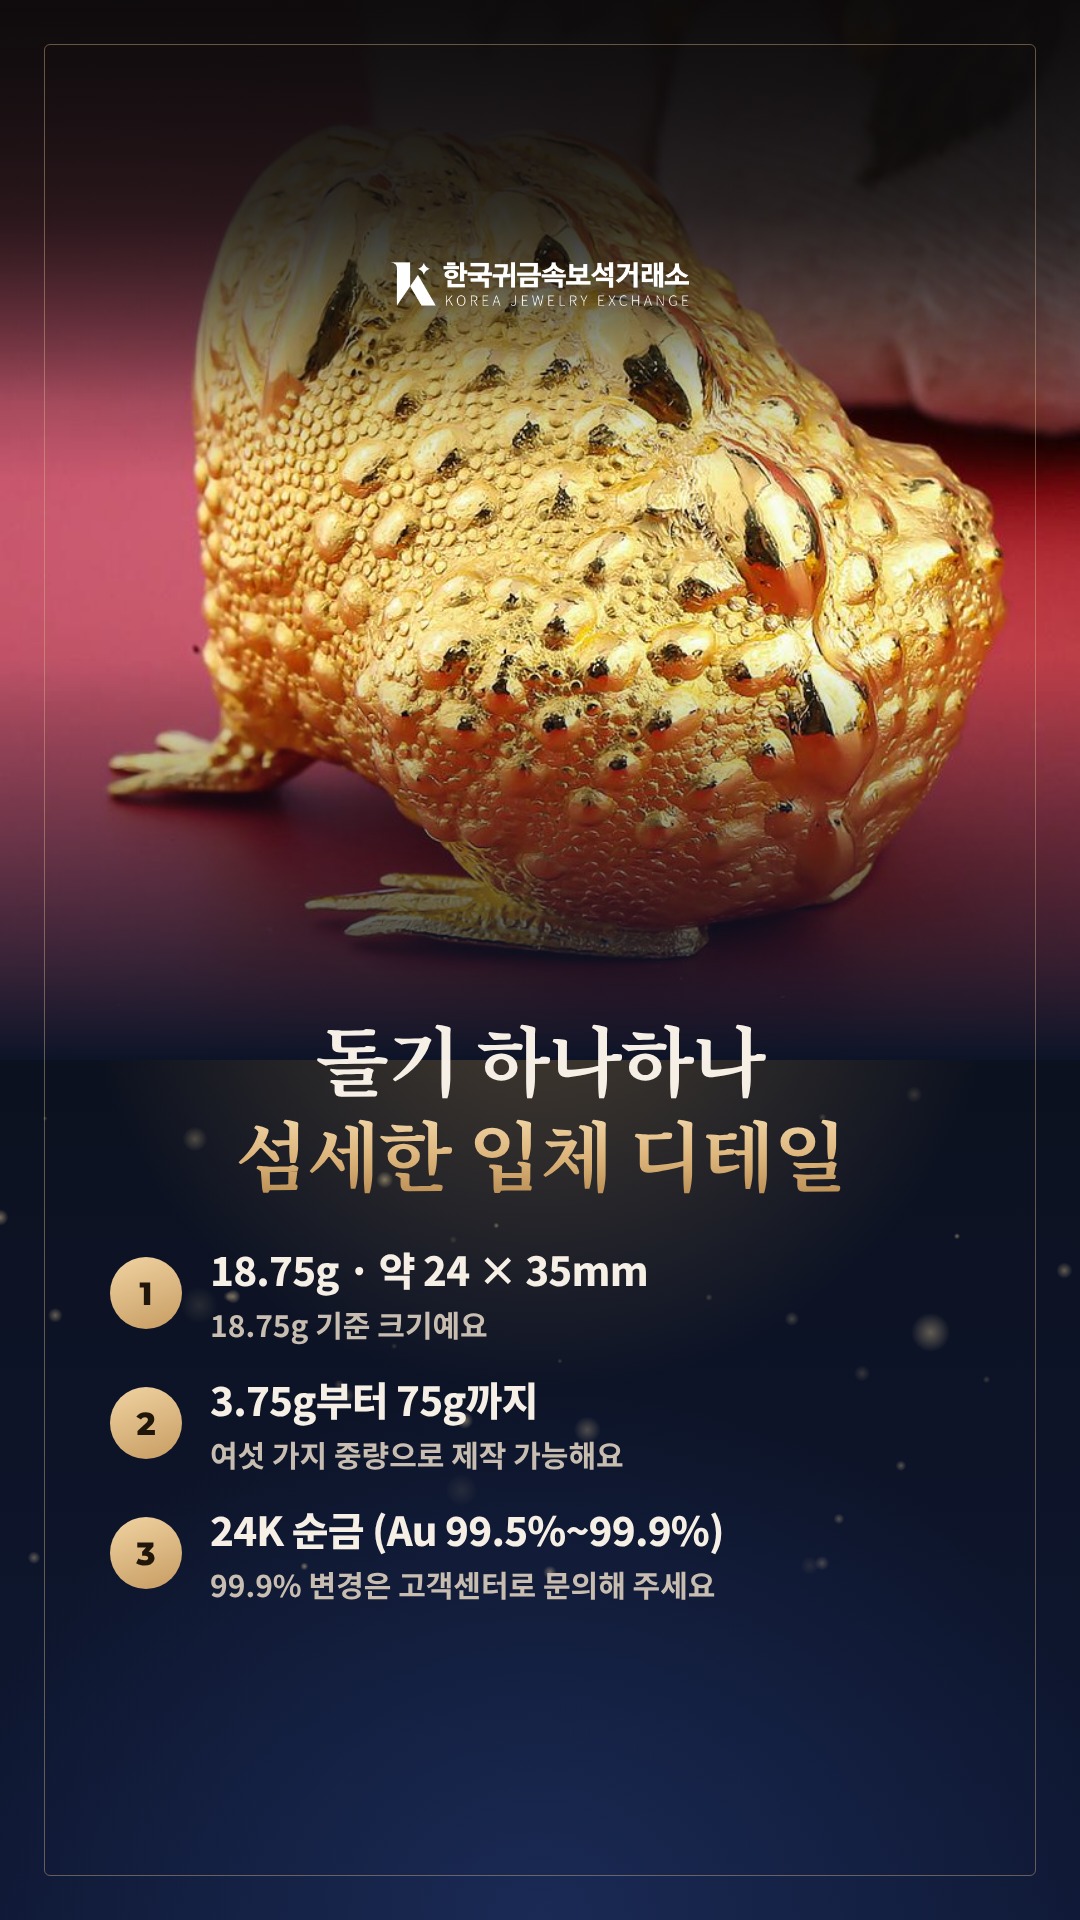 한국귀금속보석거래소
KOREA JEWELRY EXCHANGE
돌기 하나하나
섬세한 입체 디테일
1
18.75g · 약 24 × 35mm
18.75g 기준 크기예요
2
3.75g부터 75g까지
여섯 가지 중량으로 제작 가능해요
3
24K 순금 (Au 99.5%~99.9%)
99.9% 변경은 고객센터로 문의해 주세요